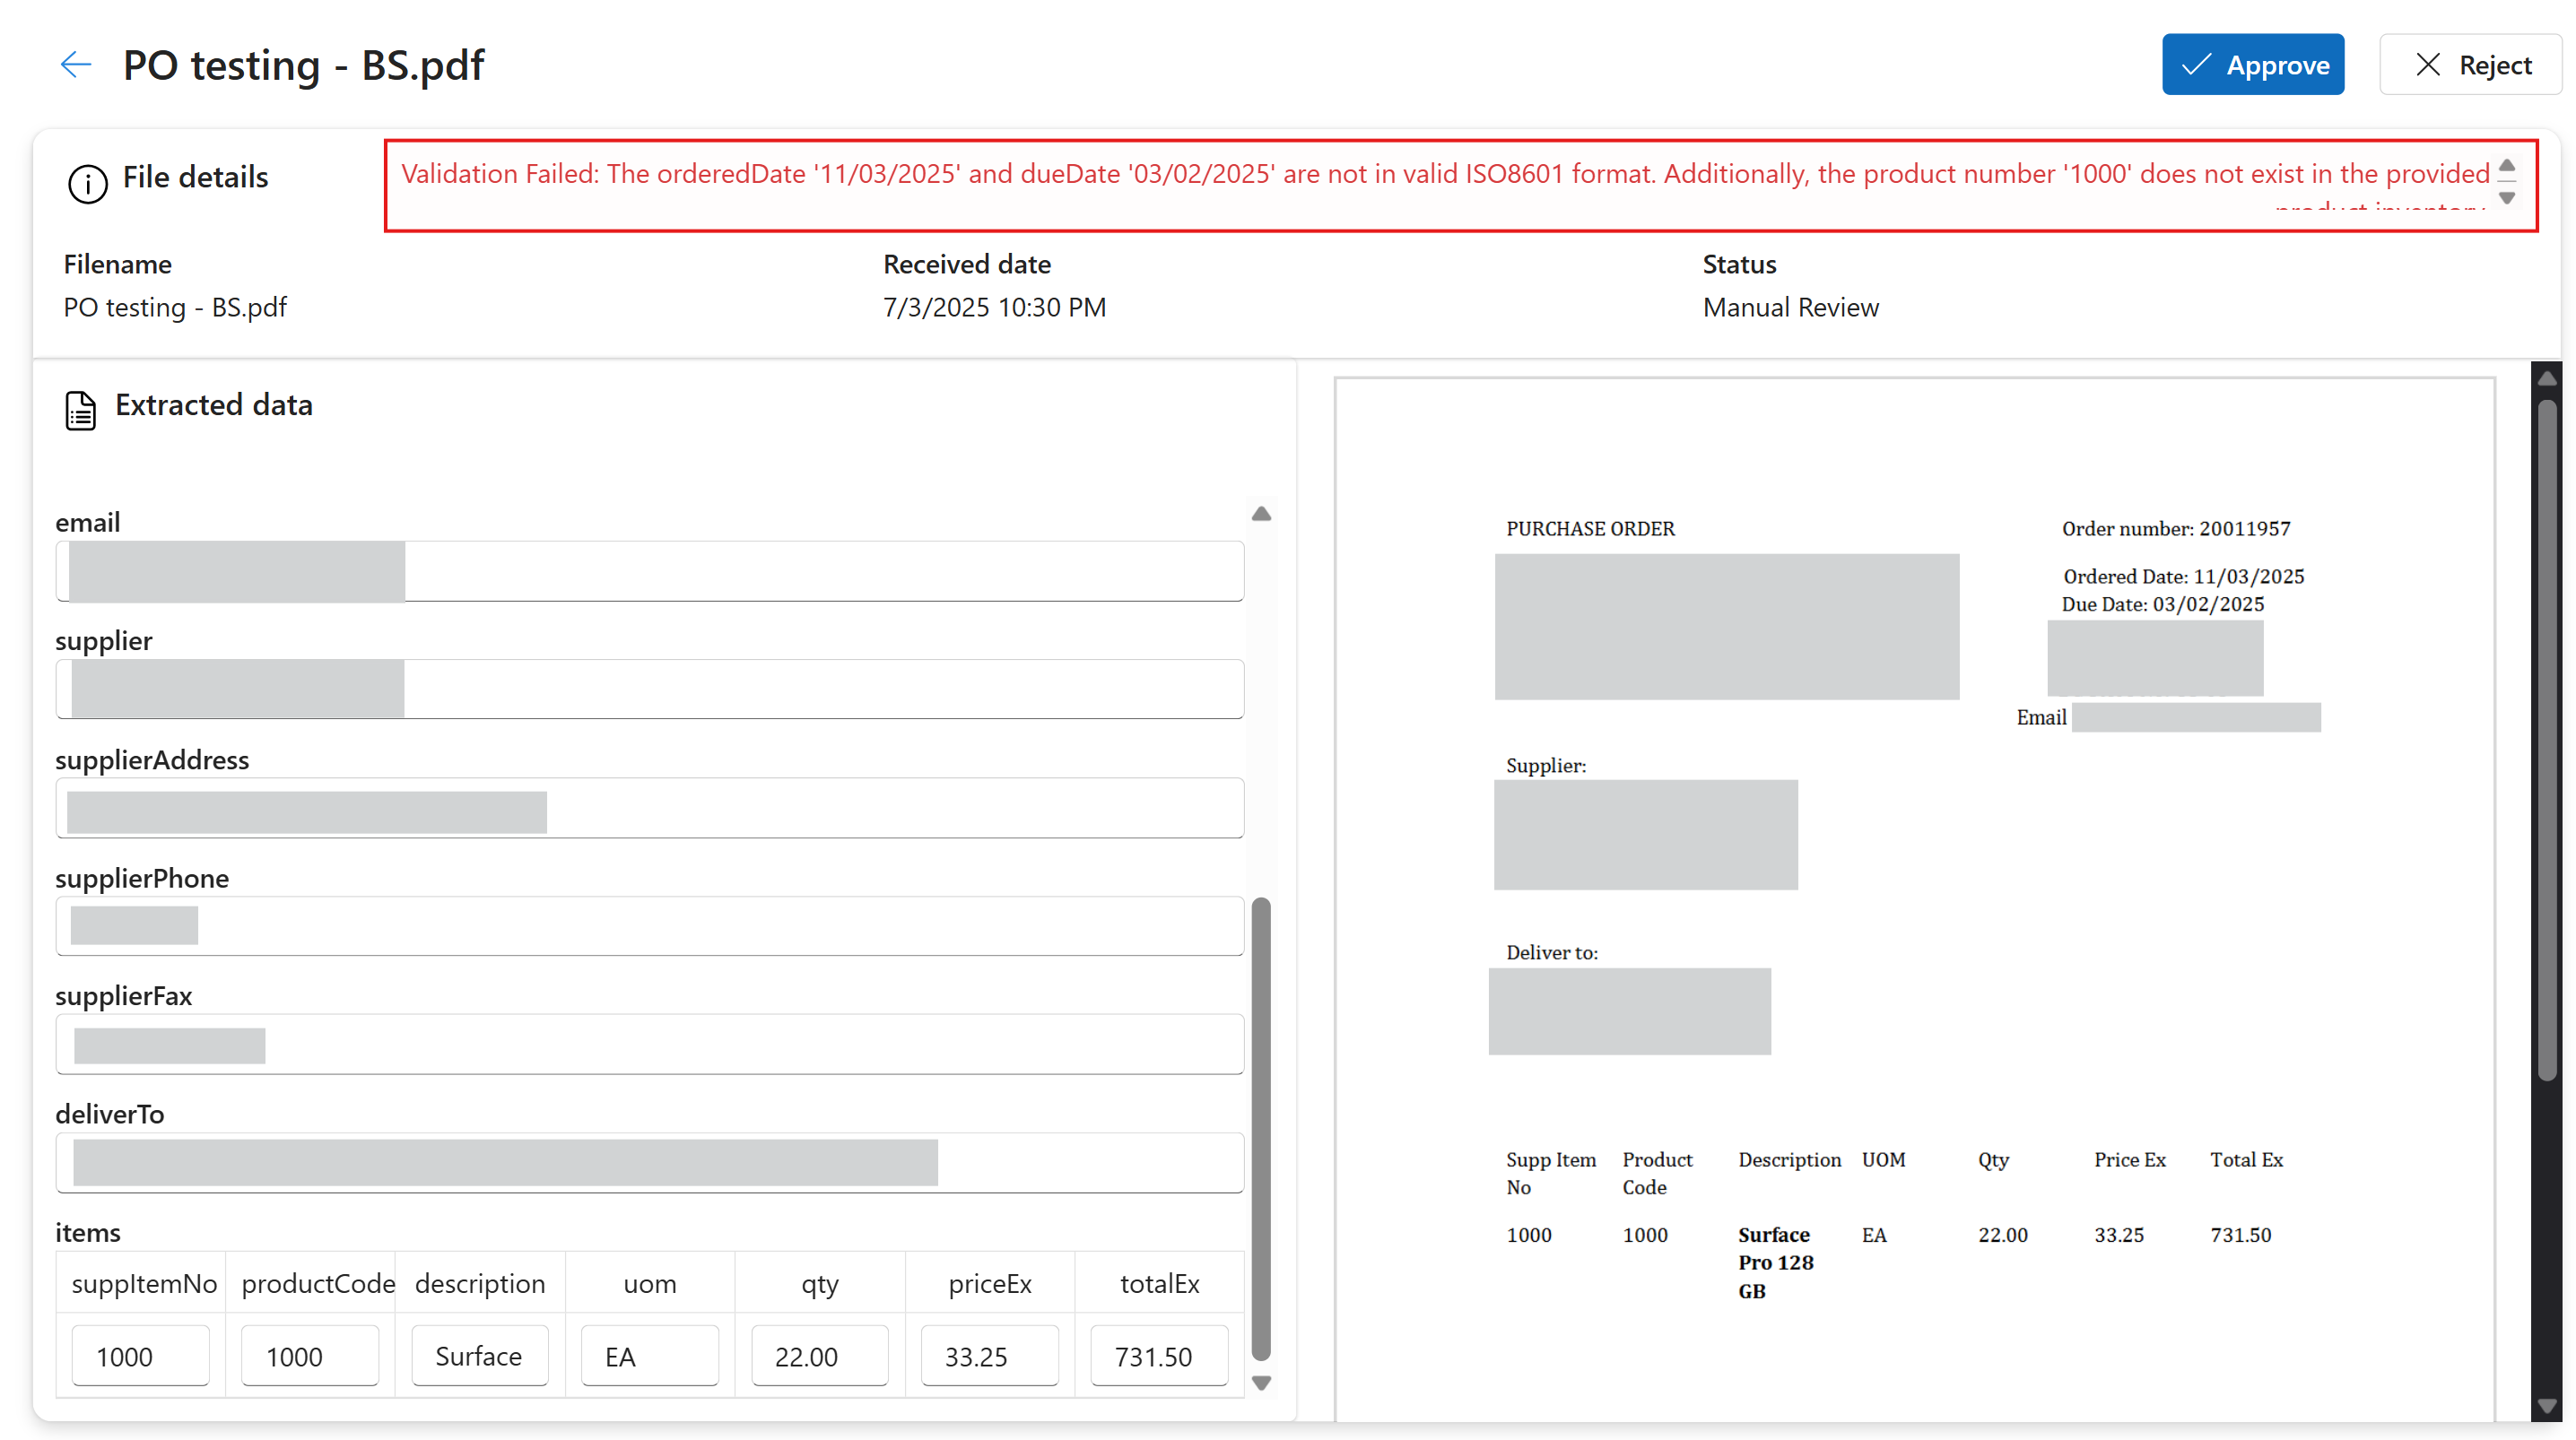 PO testing - BS.pdf
Approve
Reject
File details
Validation Failed: The orderedDate '11/03/2025' and dueDate '03/02/2025' are not in valid ISO8601 format. Additionally, the product number '1000' does not exist in the provided
product inventory.
Filename
Received date
Status
PO testing - BS.pdf
7/3/2025 10:30 PM
Manual Review
Extracted data
email
supplier
supplierAddress
supplierPhone
supplierFax
deliverTo
items
suppItemNo productCode description uom qty priceEx totalEx
1000 1000 Surface EA 22.00 33.25 731.50
PURCHASE ORDER
Order number: 20011957
Ordered Date: 11/03/2025
Due Date: 03/02/2025
Email
Supplier:
Deliver to:
Supp Item Product Description UOM Qty Price Ex Total Ex
No Code
1000 1000 Surface EA 22.00 33.25 731.50
Pro 128
GB